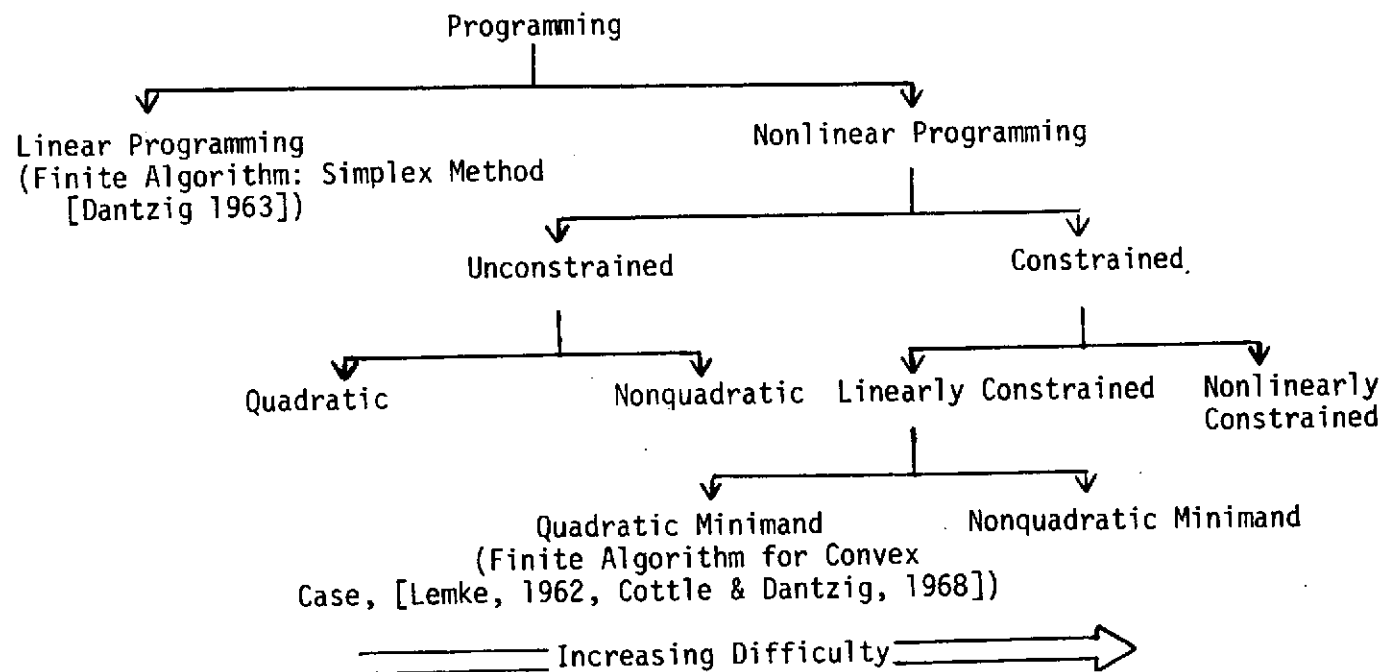 Programming
Linear Programming
(Finite Algorithm: Simplex Method
[Dantzig 1963])
Nonlinear Programming
Unconstrained
Constrained
Quadratic
Nonquadratic
Linearly Constrained
Nonlinearly
Constrained
Quadratic Minimand
(Finite Algorithm for Convex
Case, [Lemke, 1962, Cottle & Dantzig, 1968])
Nonquadratic Minimand
Increasing Difficulty